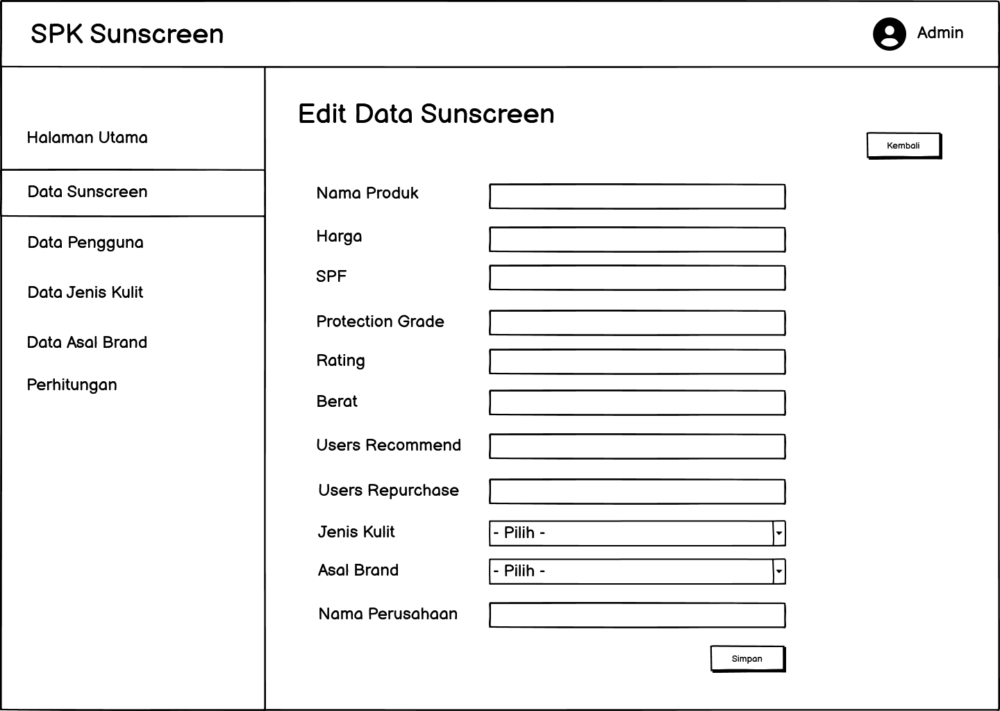 SPK Sunscreen
Admin
Halaman Utama
Data Sunscreen
Data Pengguna
Data Jenis Kulit
Data Asal Brand
Perhitungan
Edit Data Sunscreen
Kembali
Nama Produk
Harga
SPF
Protection Grade
Rating
Berat
Users Recommend
Users Repurchase
Jenis Kulit
- Pilih -
Asal Brand
- Pilih -
Nama Perusahaan
Simpan